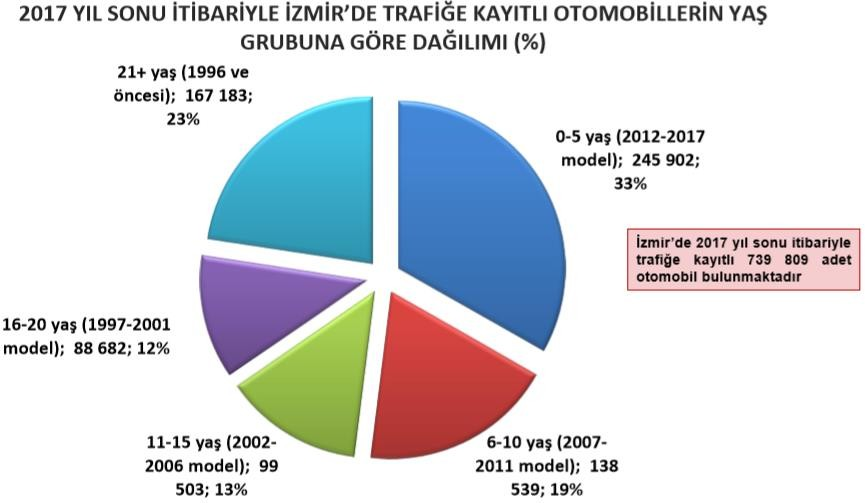 2017 YIL SONU İTİBARİYLE İZMİR’DE TRAFİĞE KAYITLI OTOMOBİLLERİN YAŞ
GRUBUNA GÖRE DAĞILIMI (%)
21+ yaş (1996 ve
öncesi);  167 183;
23%
0-5 yaş (2012-2017
model);  245 902;
33%
İzmir’de 2017 yıl sonu itibariyle
trafiğe kayıtlı 739 809 adet
otomobil bulunmaktadır
16-20 yaş (1997-2001
model);  88 682; 12%
11-15 yaş (2002-
2006 model);  99
503; 13%
6-10 yaş (2007-
2011 model);  138
539; 19%